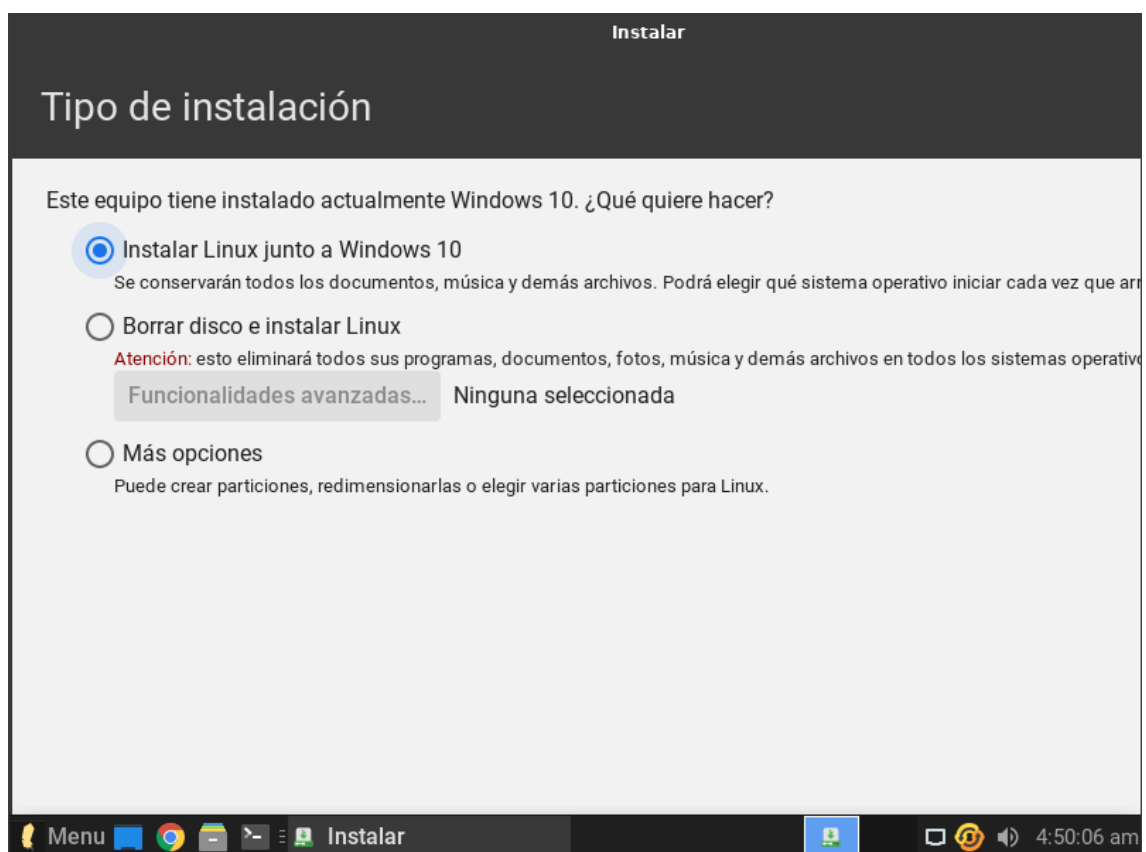 Instalar
Tipo de instalación
Este equipo tiene instalado actualmente Windows 10. ¿Qué quiere hacer?
Instalar Linux junto a Windows 10
Se conservarán todos los documentos, música y demás archivos. Podrá elegir qué sistema operativo iniciar cada vez que arr
Borrar disco e instalar Linux
Atención: esto eliminará todos sus programas, documentos, fotos, música y demás archivos en todos los sistemas operativo
Funcionalidades avanzadas... Ninguna seleccionada
Más opciones
Puede crear particiones, redimensionarlas o elegir varias particiones para Linux.
Menu Instalar 4:50:06 am